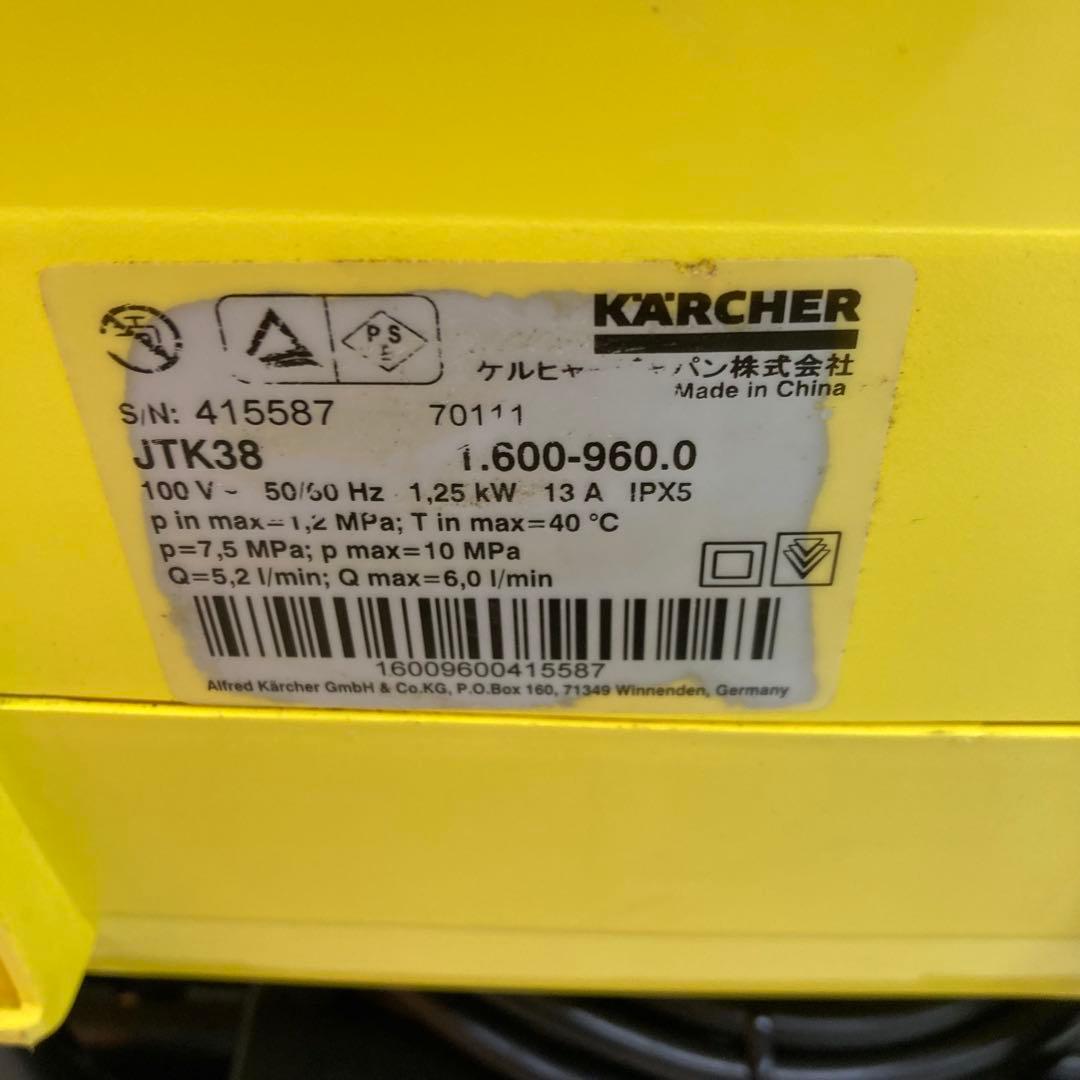 PS
E
KÄRCHER
ケルヒャー ジャパン株式会社
Made in China
S/N: 415587 70111
JTK38 1.600-960.0
100 V ~ 50/60 Hz 1,25 kW 13 A IPX5
p in max=1,2 MPa; T in max=40 °C
p=7,5 MPa; p max=10 MPa
Q=5,2 l/min; Q max=6,0 l/min
16009600415587
Alfred Kärcher GmbH & Co.KG, P.O.Box 160, 71349 Winnenden, Germany